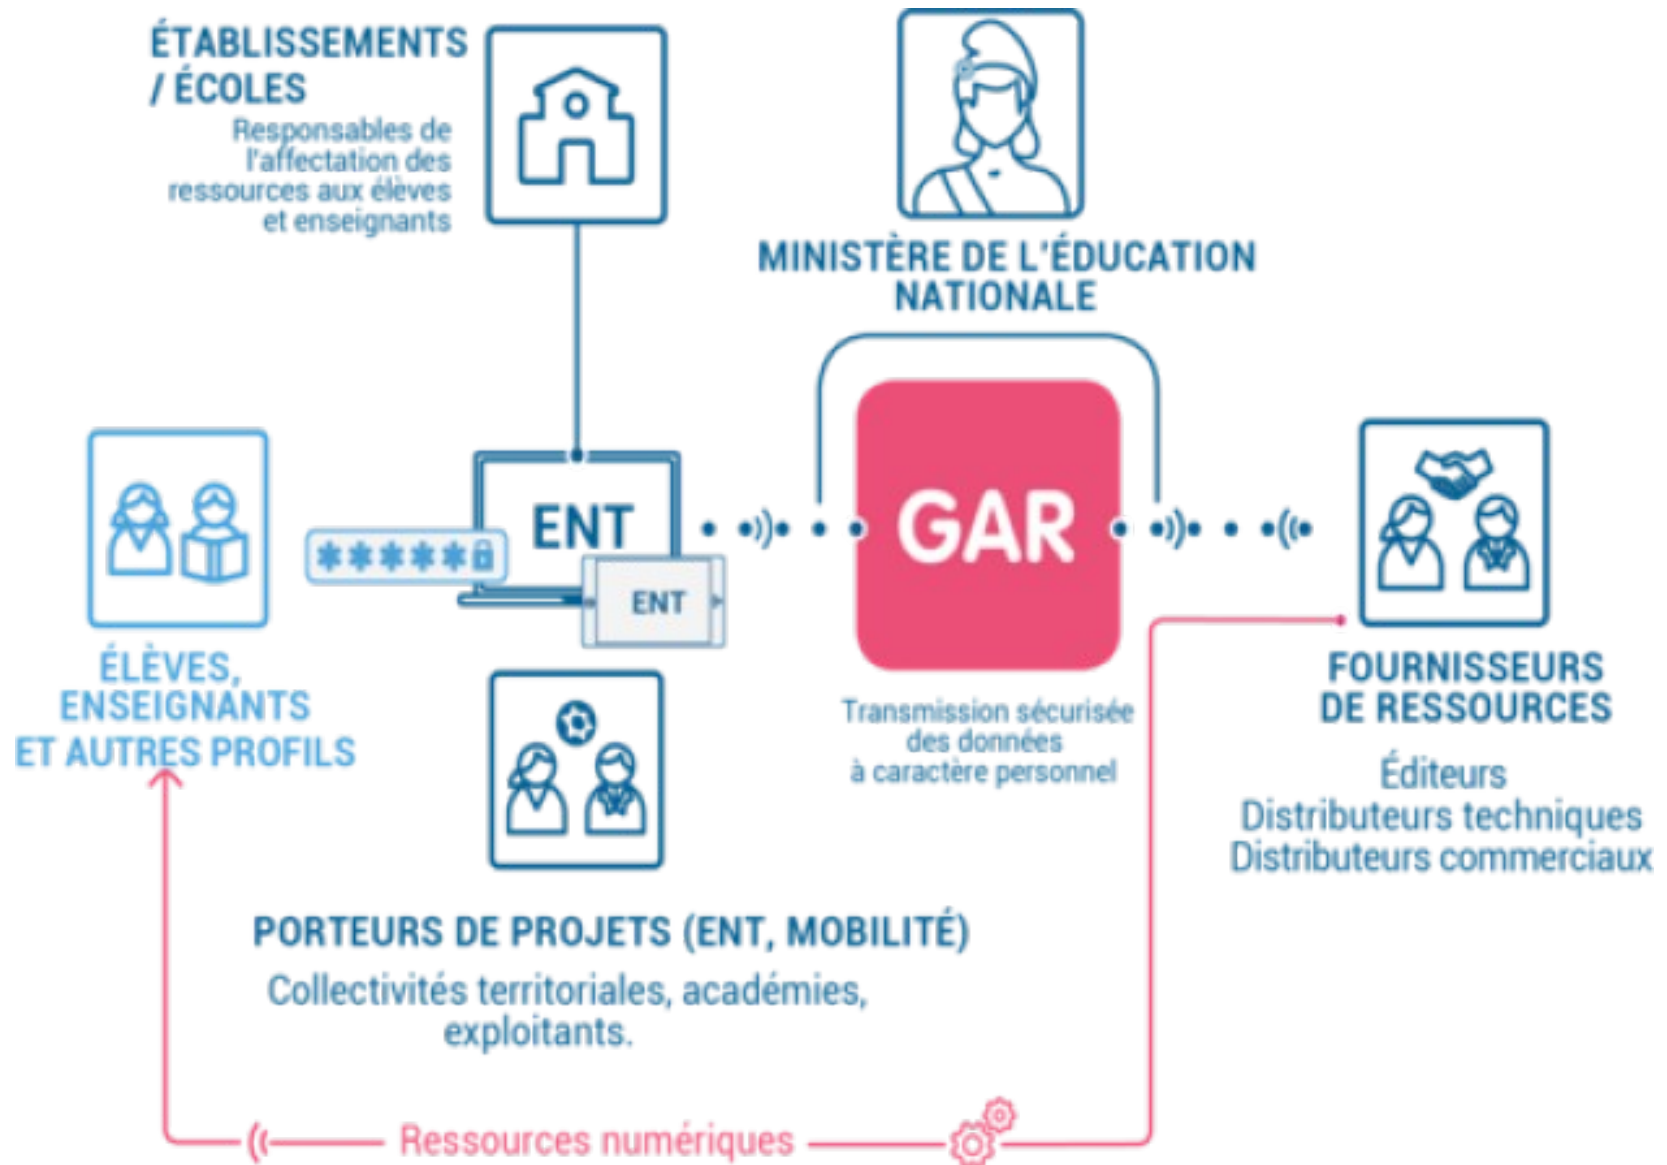 ÉTABLISSEMENTS
/ ÉCOLES
Responsables de
l'affectation des
ressources aux élèves
et enseignants
MINISTÈRE DE L'ÉDUCATION
NATIONALE
ENT
*****
ENT
GAR
ÉLÈVES,
ENSEIGNANTS
ET AUTRES PROFILS
Transmission sécurisée
des données
à caractère personnel
FOURNISSEURS
DE RESSOURCES
Éditeurs
Distributeurs techniques
Distributeurs commerciaux
PORTEURS DE PROJETS (ENT, MOBILITÉ)
Collectivités territoriales, académies,
exploitants.
Ressources numériques